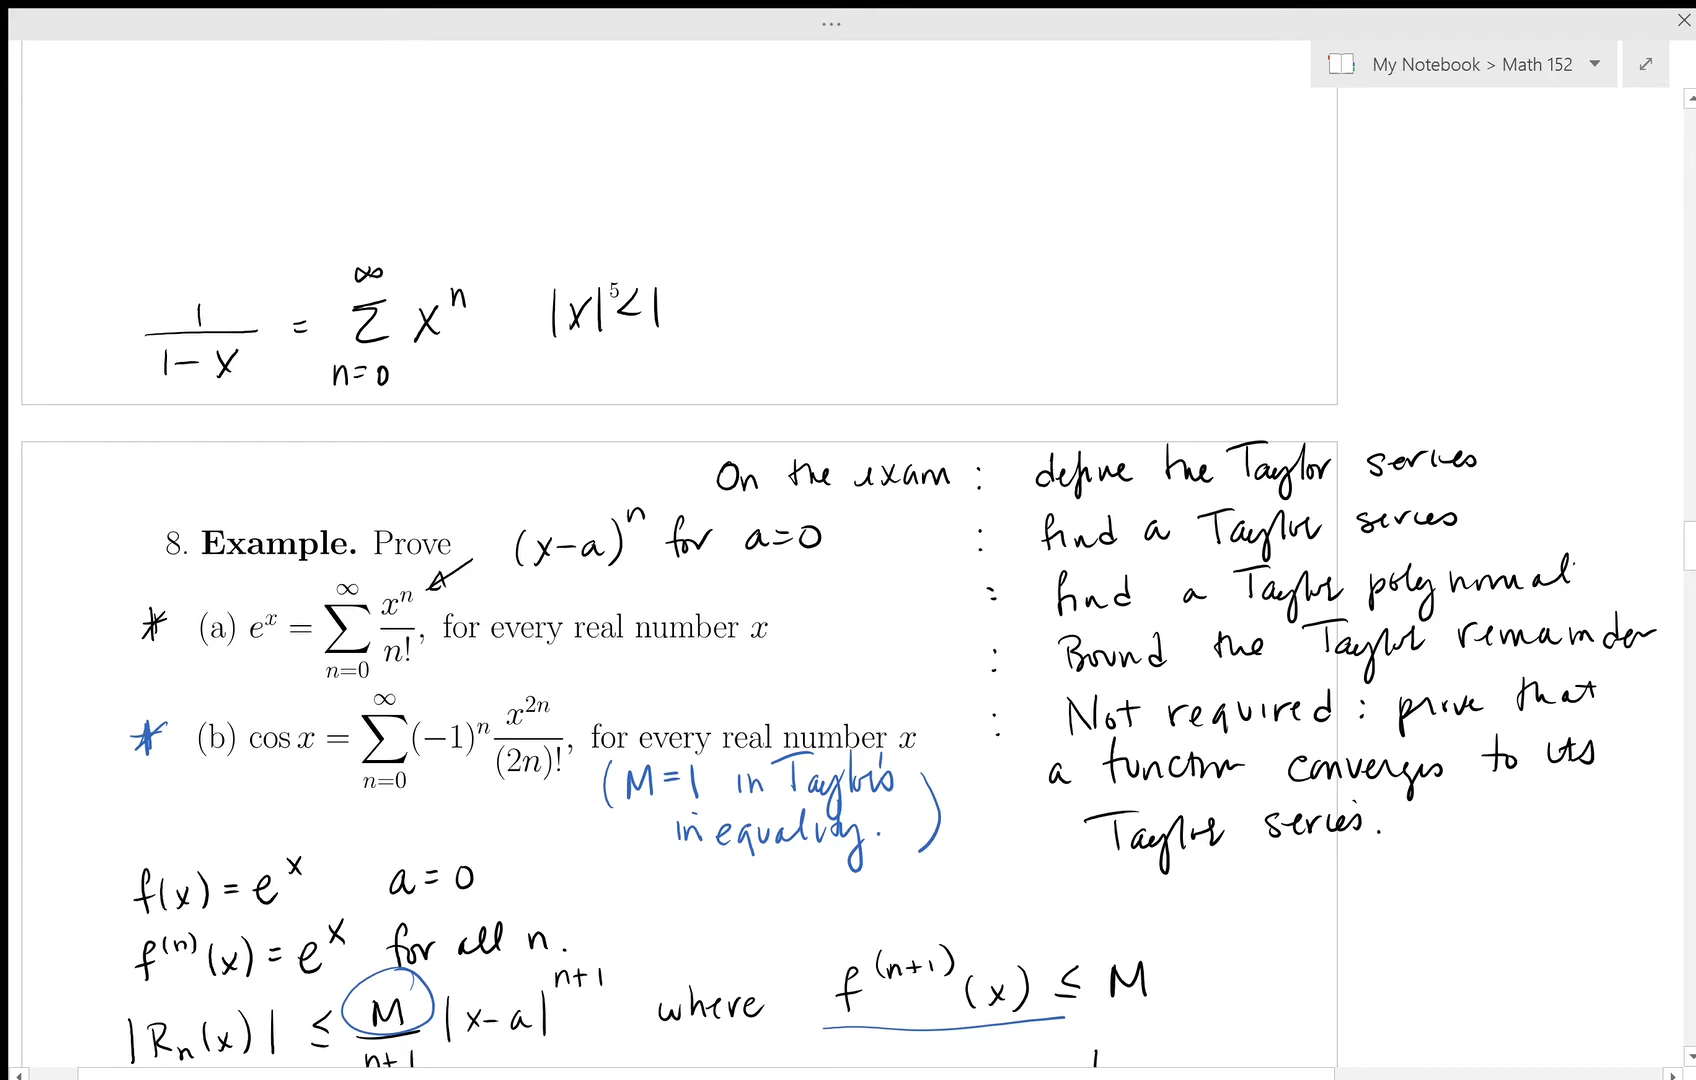 ...
My Notebook > Math 152
1/(1-x) = ∑_{n=0}^{∞} x^n |x| < 1
5
On the exam : define the Taylor series
: find a Taylor series
: find a Taylor polynomial
: Bound the Taylor remainder
: Not required : prove that
a function converges to its
Taylor series.
8. Example. Prove (x-a)^n for a=0
* (a) e^x = ∑_{n=0}^{∞} x^n/n!, for every real number x
* (b) cos x = ∑_{n=0}^{∞} (−1)^n x^{2n}/(2n)!, for every real number x
(M=1 in Taylor's
inequality.)
f(x) = e^x a = 0
f^{(n)}(x) = e^x for all n.
|R_n(x)| ≤ M/n+1 |x-a|^{n+1} where f^{(n+1)}(x) ≤ M